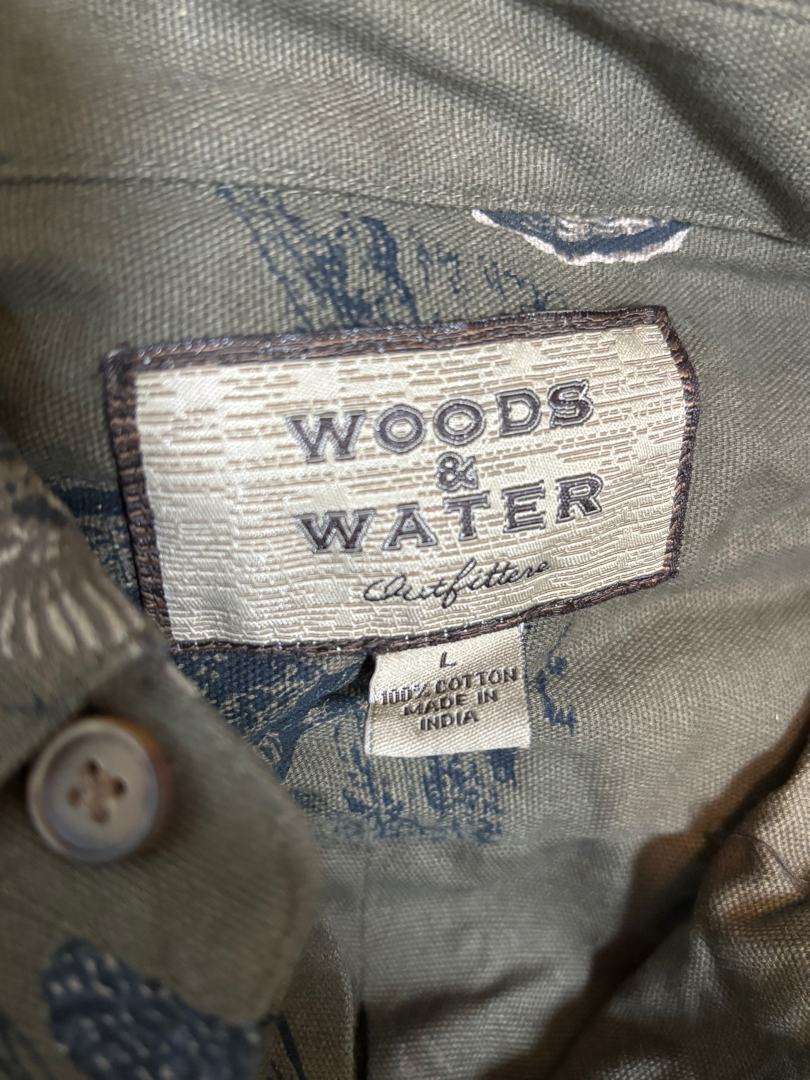 WOODS
&
WATER
Outfitters
L
100% COTTON
MADE IN
INDIA